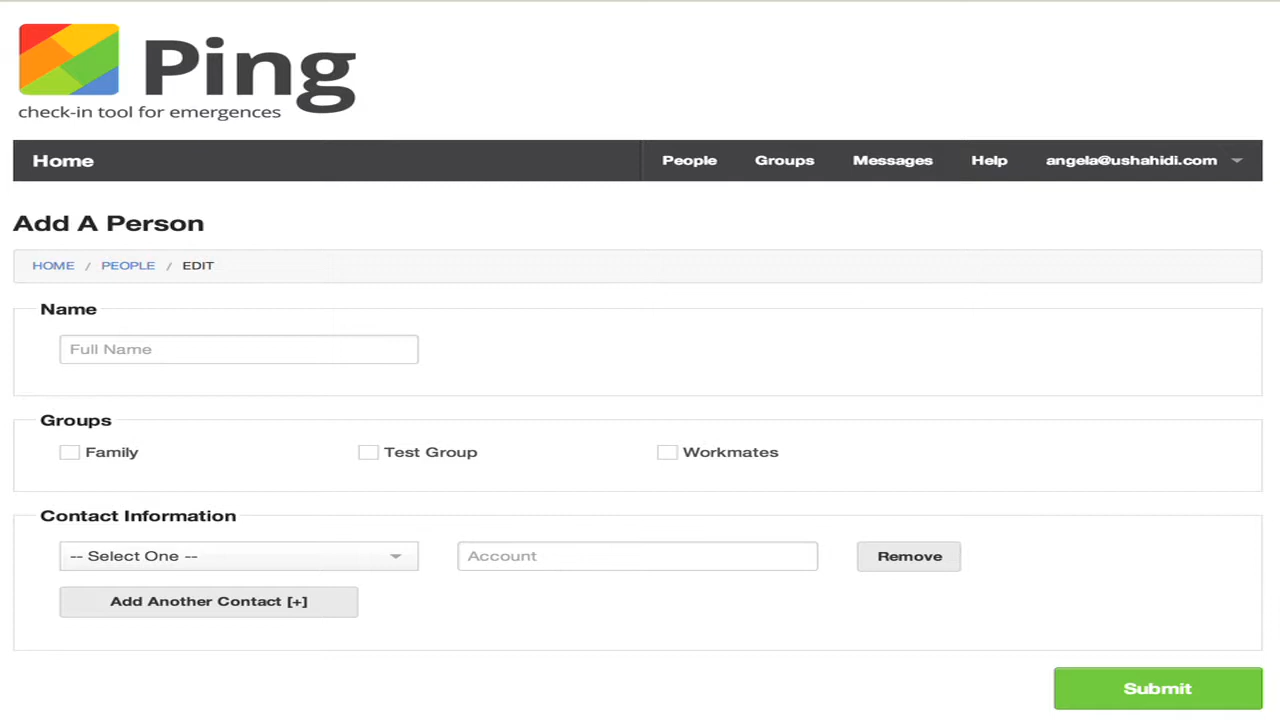 Ping
check-in tool for emergences
Home People Groups Messages Help angela@ushahidi.com
Add A Person
HOME / PEOPLE / EDIT
Name
Full Name
Groups
Family Test Group Workmates
Contact Information
-- Select One -- Account Remove
Add Another Contact [+]
Submit